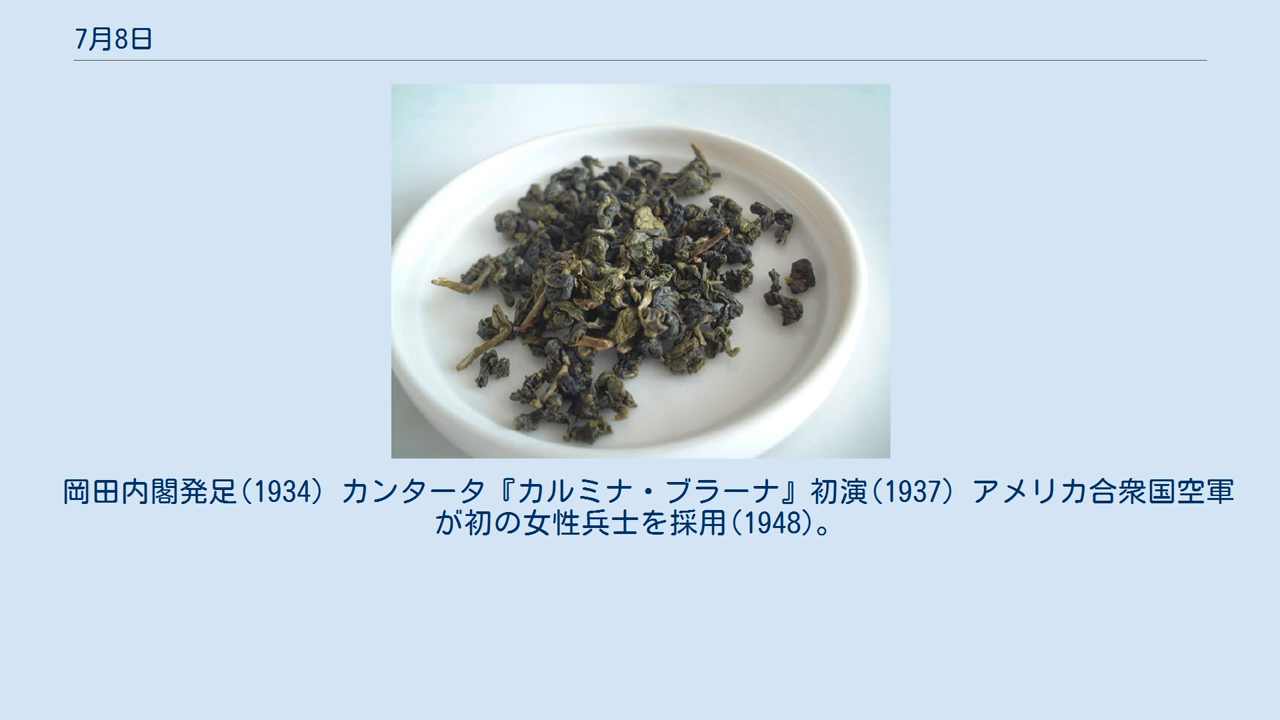 7月8日
岡田内閣発足(1934) カンタータ『カルミナ・ブラーナ』初演(1937) アメリカ合衆国空軍
が初の女性兵士を採用(1948)。